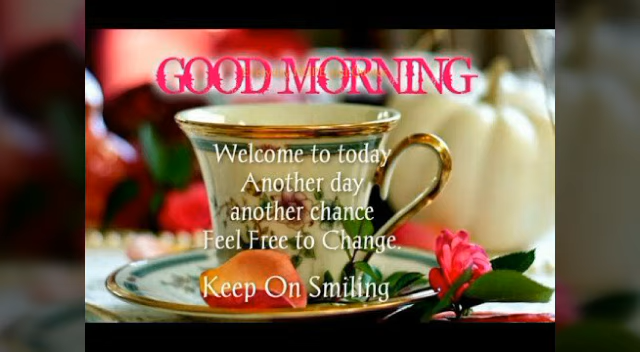 GOOD MORNING
Welcome to today
Another day
another chance
Feel Free to Change.
Keep On Smiling